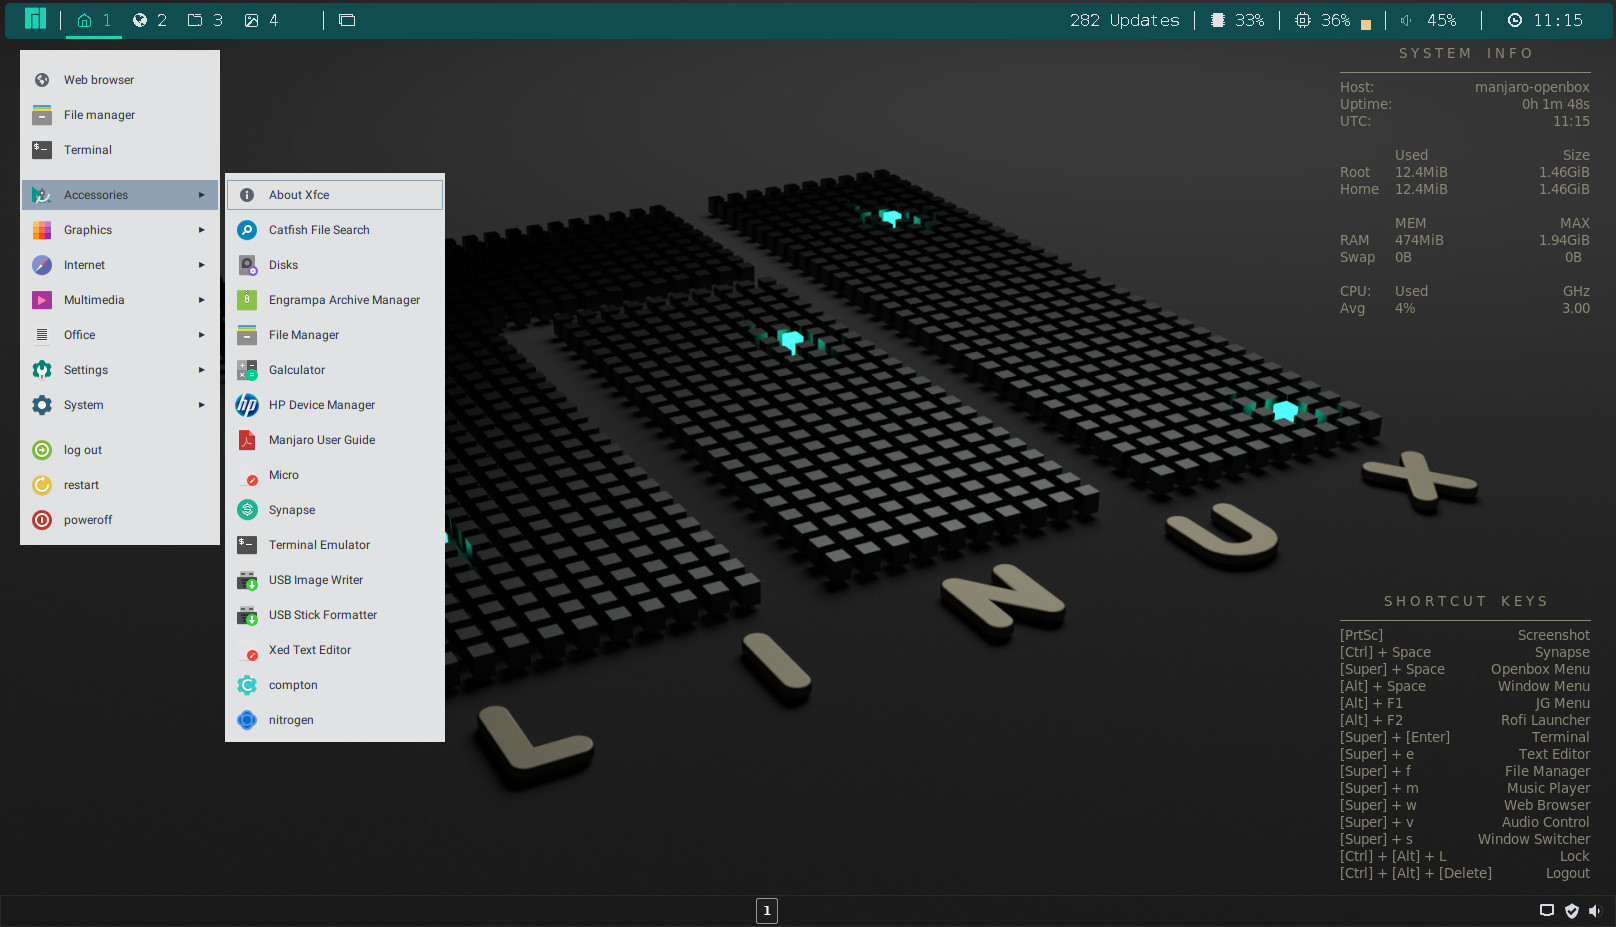 1 2 3 4 282 Updates 33% 36% 45% 11:15
Web browser
File manager
Terminal
Accessories
Graphics
Internet
Multimedia
Office
Settings
System
log out
restart
poweroff
About Xfce
Catfish File Search
Disks
Engrampa Archive Manager
File Manager
Galculator
HP Device Manager
Manjaro User Guide
Micro
Synapse
Terminal Emulator
USB Image Writer
USB Stick Formatter
Xed Text Editor
compton
nitrogen
L I N U X
SYSTEM INFO
Host: manjaro-openbox
Uptime: 0h 1m 48s
UTC: 11:15
Used Size
Root 12.4MiB 1.46GiB
Home 12.4MiB 1.46GiB
MEM MAX
RAM 474MiB 1.94GiB
Swap 0B 0B
CPU: Used GHz
Avg 4% 3.00
SHORTCUT KEYS
[PrtSc] Screenshot
[Ctrl] + Space Synapse
[Super] + Space Openbox Menu
[Alt] + Space Window Menu
[Alt] + F1 JG Menu
[Alt] + F2 Rofi Launcher
[Super] + [Enter] Terminal
[Super] + e Text Editor
[Super] + f File Manager
[Super] + m Music Player
[Super] + w Web Browser
[Super] + v Audio Control
[Super] + s Window Switcher
[Ctrl] + [Alt] + L Lock
[Ctrl] + [Alt] + [Delete] Logout
1